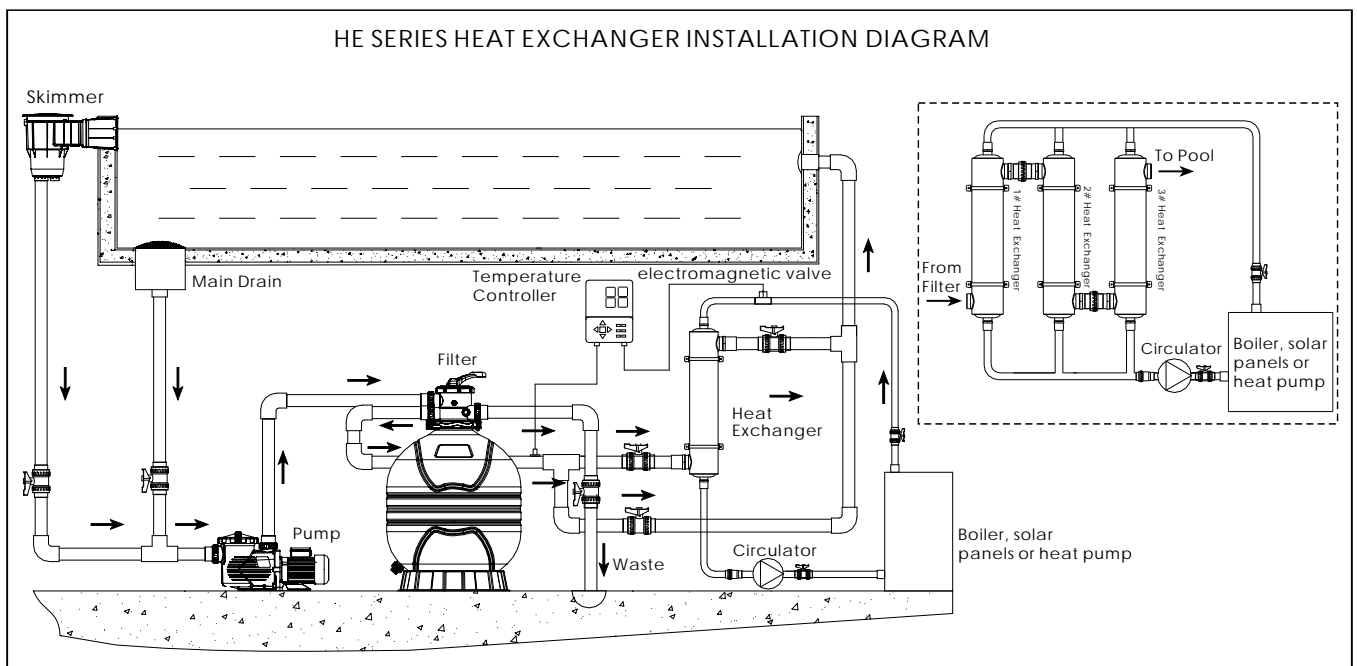 HE SERIES HEAT EXCHANGER INSTALLATION DIAGRAM
Skimmer
Main Drain
Temperature
Controller
electromagnetic valve
Filter
Heat
Exchanger
Pump
Waste
Circulator
Boiler, solar
panels or heat pump
To Pool
1# Heat Exchanger
2# Heat Exchanger
3# Heat Exchanger
From
Filter
Circulator
Boiler, solar
panels or
heat pump